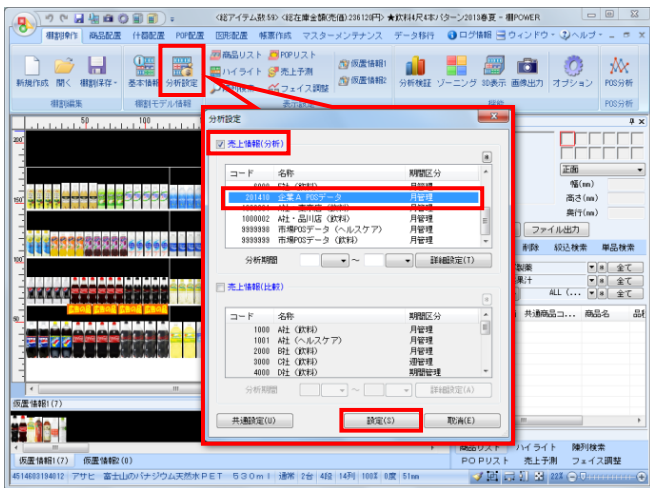 <総アイテム数:59> <総在庫金額(売価):236120円> ★飲料4尺4本パターン2013春夏 - 棚POWER
棚割操作 商品配置 什器配置 POP配置 図形配置 帳票作成 マスターメンテナンス データ移行 ログ情報 ウィンドウ ヘルプ
商品リスト POPリスト 仮置情報1
ハイライト 売上予測 仮置情報2
陳列検索 フェイス調整
新規作成 開く 棚割保存 基本情報 分析設定 分析検証 ゾーニング 3D表示 画像出力 オプション POS分析
棚割編集 棚割モデル情報 表示設定 機能 POS分析
50 100
分析設定
売上情報(分析)
コード 名称 期間区分
201410 企業A POSデータ 月管理
1000002 A社・品川店 (飲料) 月管理
9999998 市場POSデータ (ヘルスケア) 月管理
9999999 市場POSデータ (飲料) 月管理
分析期間 ～ 詳細設定(T)
売上情報(比較)
コード 名称 期間区分
1000 A社 (飲料) 月管理
1001 A社 (ヘルスケア) 月管理
2000 B社 (飲料) 月管理
3000 C社 (飲料) 週管理
4000 D社 (飲料) 期間管理
分析期間 ～ 詳細設定(A)
共通設定(U) 設定(S) 取消(E)
正面
幅(mm)
高さ(mm)
奥行(mm)
ファイル出力
削除 絞込検索 単品検索
製薬 全て
果汁 全て
ALL (... 全て
共通商品コ... 商品名
仮置情報1(7)
商品リスト ハイライト 陳列検索
POPリスト 売上予測 フェイス調整
仮置情報1(7) 仮置情報2(0)
4514603184012 アサヒ 富士山のバナジウム天然水PET 530ml 通常 2台 4段 14列 100% 0度 51mm 22%